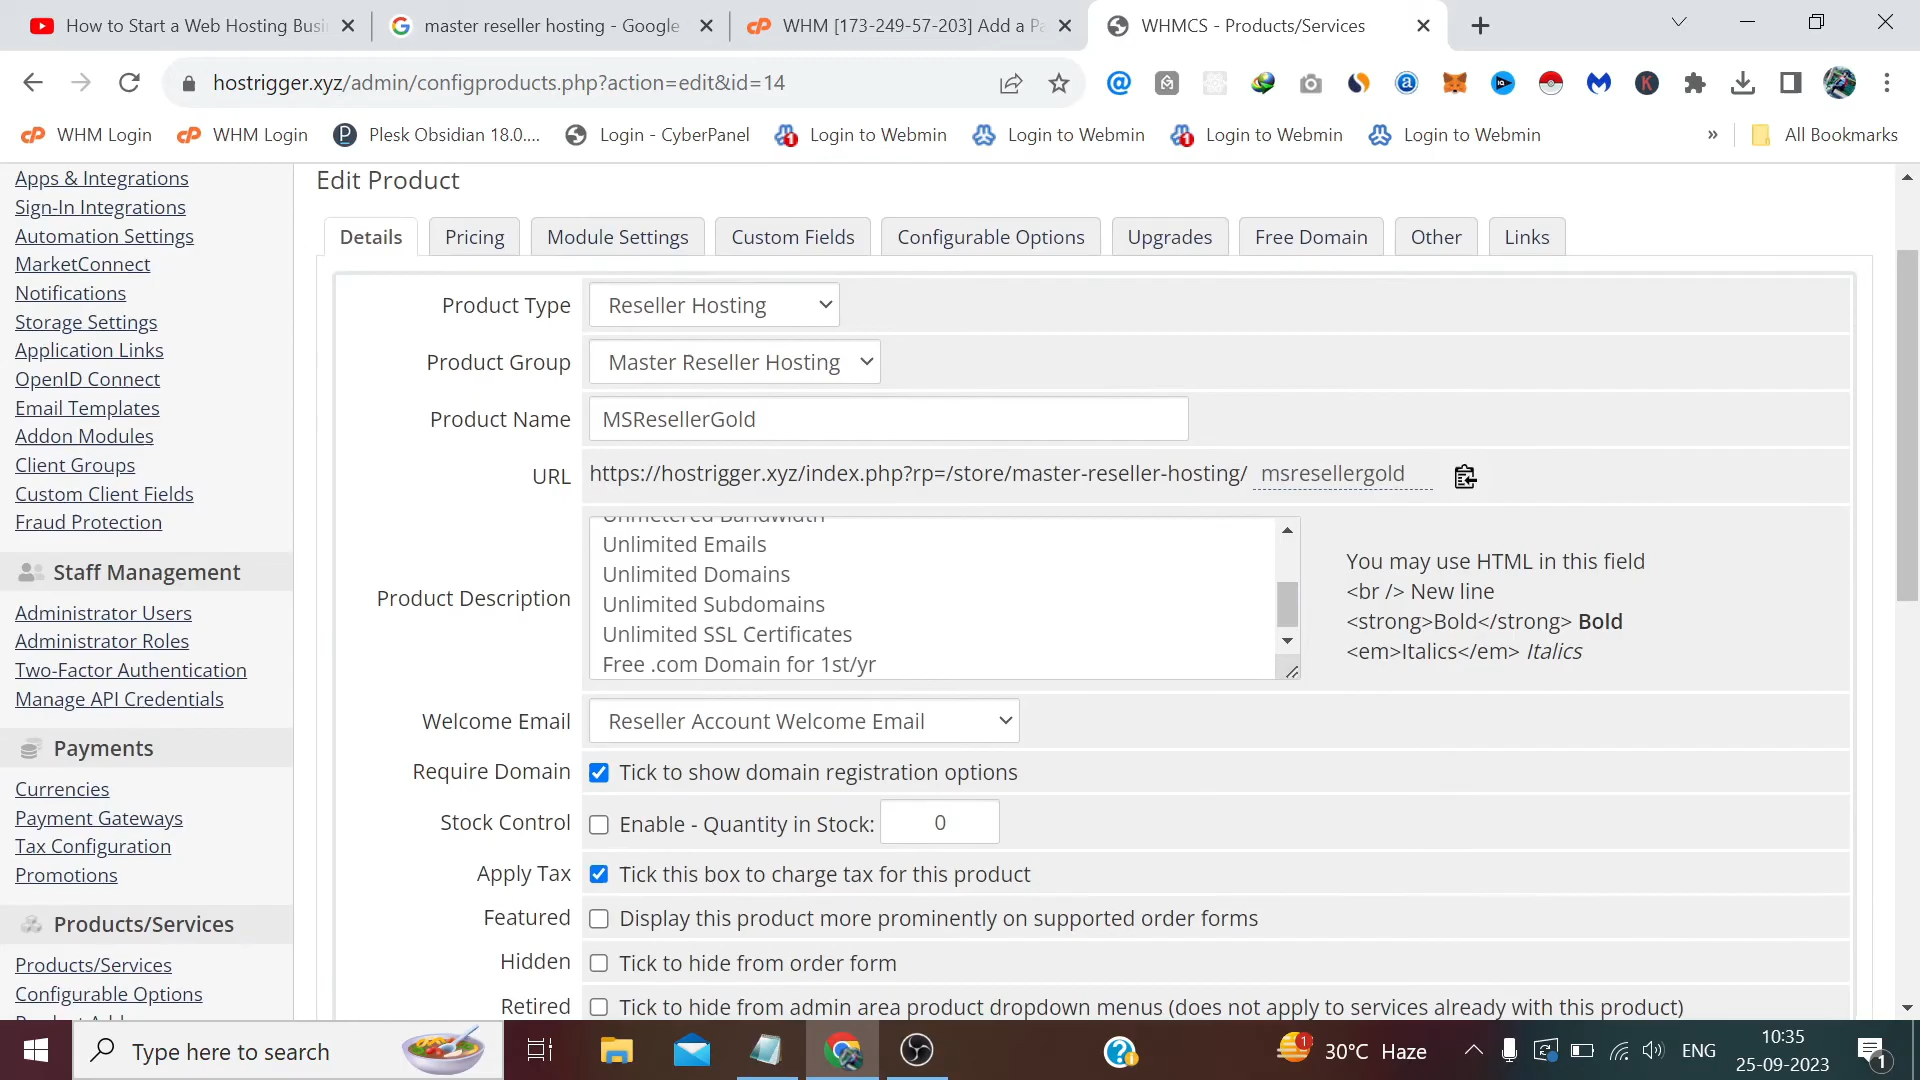 How to Start a Web Hosting Busi
master reseller hosting - Google
WHM [173-249-57-203] Add a Pa
WHMCS - Products/Services
hostrigger.xyz/admin/configproducts.php?action=edit&id=14
WHM Login
WHM Login
Plesk Obsidian 18.0....
Login - CyberPanel
Login to Webmin
Login to Webmin
Login to Webmin
Login to Webmin
»
All Bookmarks
Apps & Integrations
Sign-In Integrations
Automation Settings
MarketConnect
Notifications
Storage Settings
Application Links
OpenID Connect
Email Templates
Addon Modules
Client Groups
Custom Client Fields
Fraud Protection
Staff Management
Administrator Users
Administrator Roles
Two-Factor Authentication
Manage API Credentials
Payments
Currencies
Payment Gateways
Tax Configuration
Promotions
Products/Services
Products/Services
Configurable Options
Edit Product
Details
Pricing
Module Settings
Custom Fields
Configurable Options
Upgrades
Free Domain
Other
Links
Product Type
Reseller Hosting
Product Group
Master Reseller Hosting
Product Name
MSResellerGold
URL
https://hostrigger.xyz/index.php?rp=/store/master-reseller-hosting/ msresellergold
Product Description
Unmetered Bandwidth
Unlimited Emails
Unlimited Domains
Unlimited Subdomains
Unlimited SSL Certificates
Free .com Domain for 1st/yr
You may use HTML in this field
<br /> New line
<strong>Bold</strong> Bold
<em>Italics</em> Italics
Welcome Email
Reseller Account Welcome Email
Require Domain
Tick to show domain registration options
Stock Control
Enable - Quantity in Stock: 0
Apply Tax
Tick this box to charge tax for this product
Featured
Display this product more prominently on supported order forms
Hidden
Tick to hide from order form
Retired
Tick to hide from admin area product dropdown menus (does not apply to services already with this product)
Type here to search
30°C Haze
ENG
10:35
25-09-2023
1